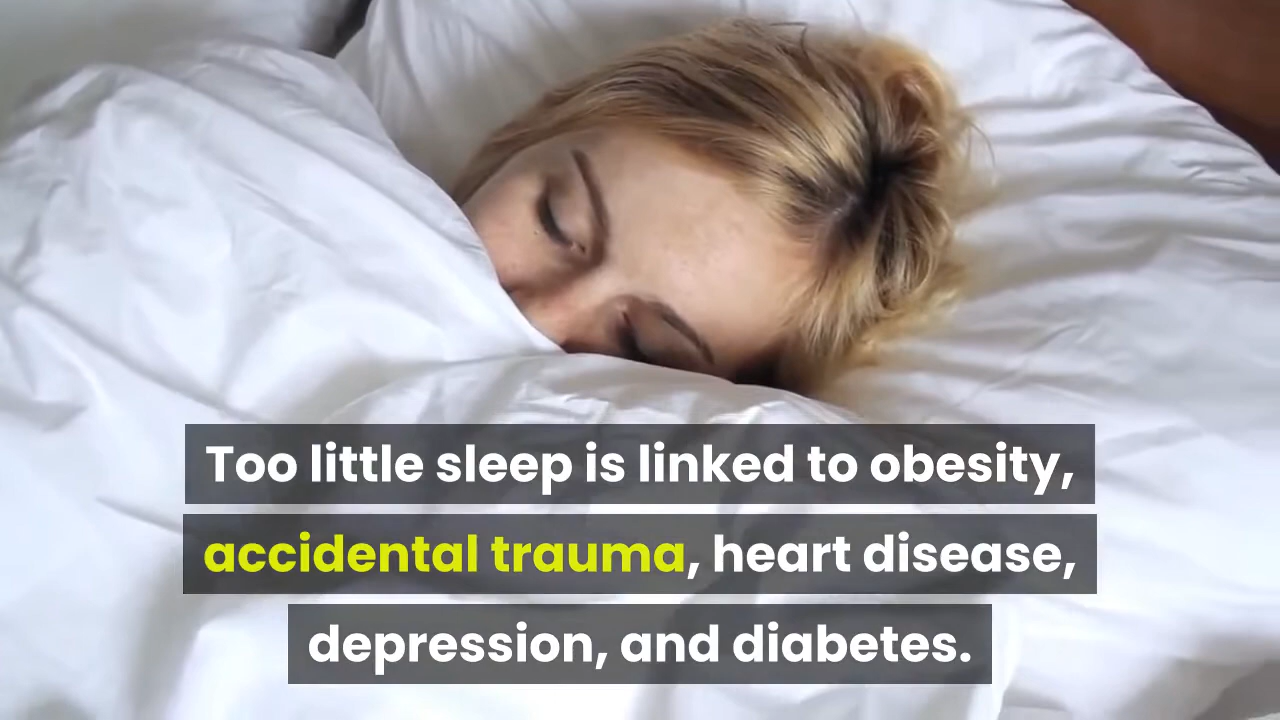 Too little sleep is linked to obesity,
accidental trauma, heart disease,
depression, and diabetes.